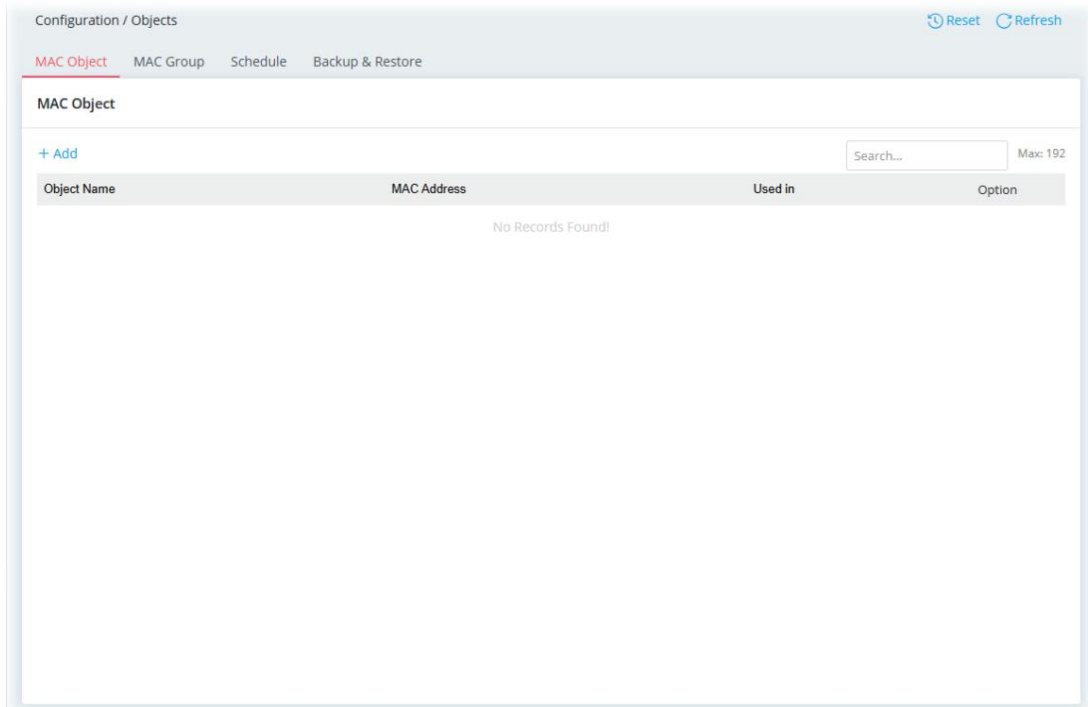 Configuration / Objects Reset Refresh
MAC Object MAC Group Schedule Backup & Restore
MAC Object
+ Add Search... Max: 192
Object Name MAC Address Used in Option
No Records Found!